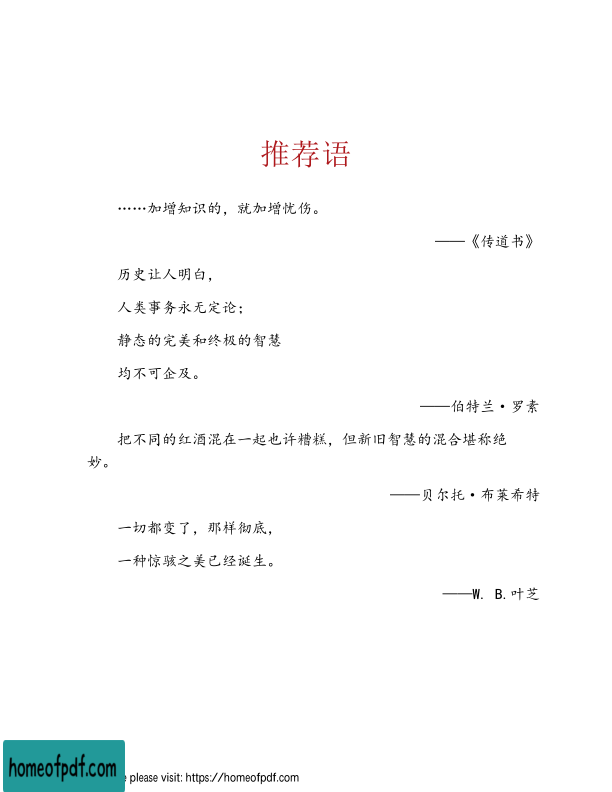 推荐语
……加增知识的，就加增忧伤。
——《传道书》
历史让人明白，
人类事务永无定论；
静态的完美和终极的智慧
均不可企及。
——伯特兰·罗素
把不同的红酒混在一起也许糟糕，但新旧智慧的混合堪称绝
妙。
——贝尔托·布莱希特
一切都变了，那样彻底，
一种惊骇之美已经诞生。
——W. B.叶芝
homeofpdf.com
e please visit: https://homeofpdf.com